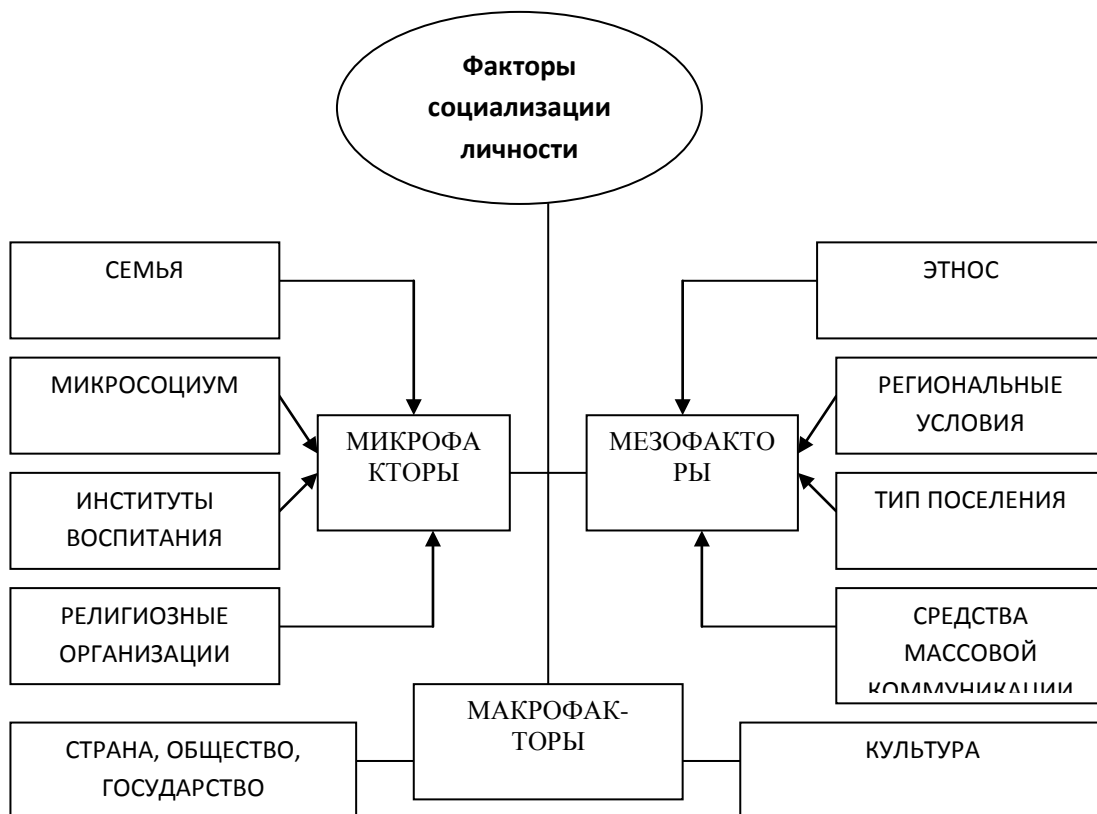 Факторы
социализации
личности
СЕМЬЯ
ЭТНОС
МИКРОСОЦИУМ
РЕГИОНАЛЬНЫЕ
УСЛОВИЯ
МИКРОФА
КТОРЫ
МЕЗОФАКТО
РЫ
ИНСТИТУТЫ
ВОСПИТАНИЯ
ТИП ПОСЕЛЕНИЯ
РЕЛИГИОЗНЫЕ
ОРГАНИЗАЦИИ
СРЕДСТВА
МАССОВОЙ
КОММУНИКАЦИИ
МАКРОФАК-
ТОРЫ
СТРАНА, ОБЩЕСТВО,
ГОСУДАРСТВО
КУЛЬТУРА